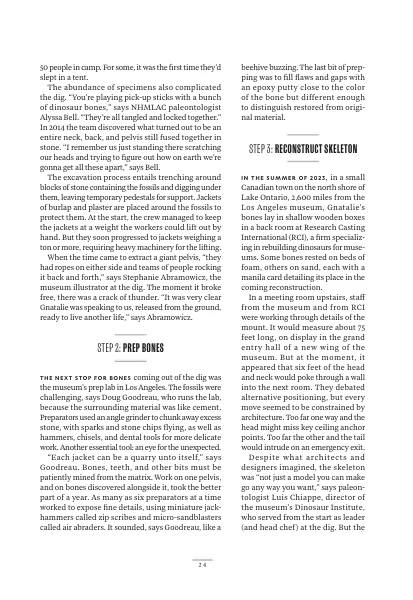 50 people in camp. For some, it was the first time they'd
slept in a tent.
The abundance of specimens also complicated
the dig. “You're playing pick-up sticks with a bunch
of dinosaur bones,” says NHMLAC paleontologist
Alyssa Bell. “They're all tangled and locked together.”
In 2014 the team discovered what turned out to be an
entire neck, back, and pelvis still fused together in
stone. “I remember us just standing there scratching
our heads and trying to figure out how on earth we're
gonna get all these apart,” says Bell.
The excavation process entails trenching around
blocks of stone containing the fossils and digging under
them, leaving temporary pedestals for support. Jackets
of burlap and plaster are placed around the fossils to
protect them. At the start, the crew managed to keep
the jackets at a weight the workers could lift out by
hand. But they soon progressed to jackets weighing a
ton or more, requiring heavy machinery for the lifting.
When the time came to extract a giant pelvis, “they
had ropes on either side and teams of people rocking
it back and forth,” says Stephanie Abramowicz, the
museum illustrator at the dig. The moment it broke
free, there was a crack of thunder. “It was very clear
Gnatalie was speaking to us, released from the ground,
ready to live another life,” says Abramowicz.
STEP 2: PREP BONES
THE NEXT STOP FOR BONES coming out of the dig was
the museum's prep lab in Los Angeles. The fossils were
challenging, says Doug Goodreau, who runs the lab,
because the surrounding material was like cement.
Preparators used an angle grinder to chunk away excess
stone, with sparks and stone chips flying, as well as
hammers, chisels, and dental tools for more delicate
work. Another essential tool: an eye for the unexpected.
“Each jacket can be a quarry unto itself,” says
Goodreau. Bones, teeth, and other bits must be
patiently mined from the matrix. Work on one pelvis,
and on bones discovered alongside it, took the better
part of a year. As many as six preparators at a time
worked to expose fine details, using miniature jack-
hammers called zip scribes and micro-sandblasters
called air abraders. It sounded, says Goodreau, like a
beehive buzzing. The last bit of prep-
ping was to fill flaws and gaps with
an epoxy putty close to the color
of the bone but different enough
to distinguish restored from origi-
nal material.
STEP 3: RECONSTRUCT SKELETON
IN THE SUMMER OF 2023, in a small
Canadian town on the north shore of
Lake Ontario, 2,600 miles from the
Los Angeles museum, Gnatalie's
bones lay in shallow wooden boxes
in a back room at Research Casting
International (RCI), a firm specializ-
ing in rebuilding dinosaurs for muse-
ums. Some bones rested on beds of
foam, others on sand, each with a
manila card detailing its place in the
coming reconstruction.
In a meeting room upstairs, staff
from the museum and from RCI
were working through details of the
mount. It would measure about 75
feet long, on display in the grand
entry hall of a new wing of the
museum. But at the moment, it
appeared that six feet of the head
and neck would poke through a wall
into the next room. They debated
alternative positioning, but every
move seemed to be constrained by
architecture. Too far one way and the
head might miss key ceiling anchor
points. Too far the other and the tail
would intrude on an emergency exit.
Despite what architects and
designers imagined, the skeleton
was “not just a model you can make
go any way you want,” says paleon-
tologist Luis Chiappe, director of
the museum's Dinosaur Institute,
who served from the start as leader
(and head chef) at the dig. But the
24